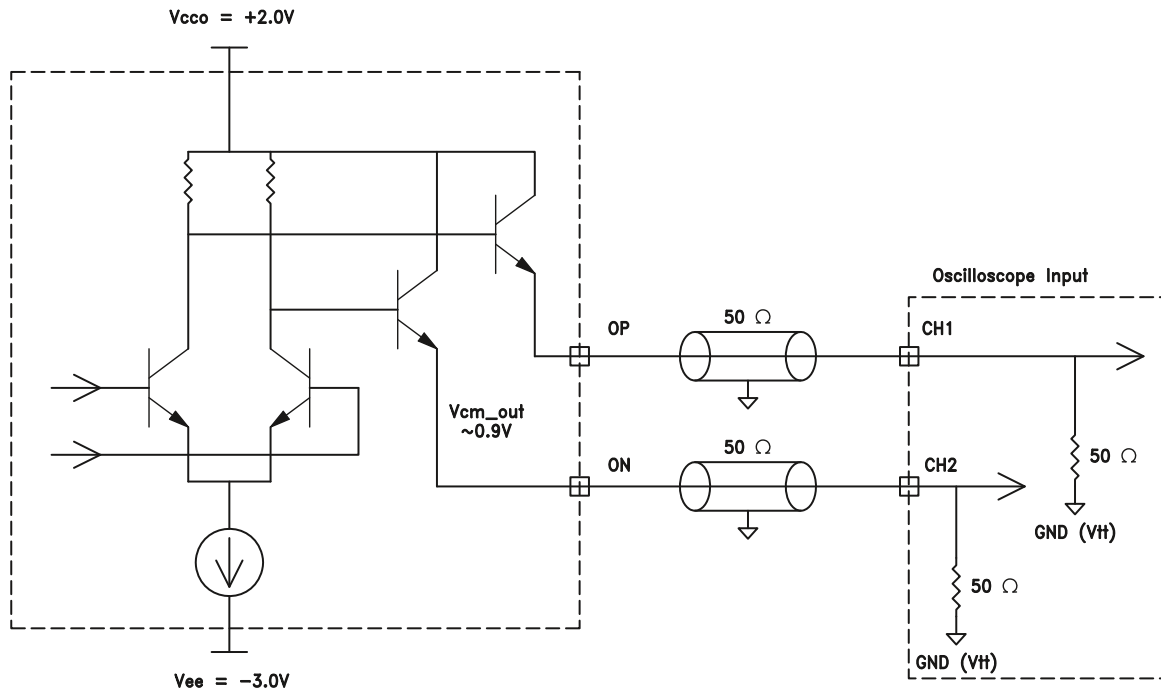 Vcco = +2.0V
Oscilloscope Input
50 Ω
OP
CH1
Vcm_out
~0.9V
50 Ω
50 Ω
ON
CH2
GND (Vtt)
50 Ω
GND (Vtt)
Vee = -3.0V